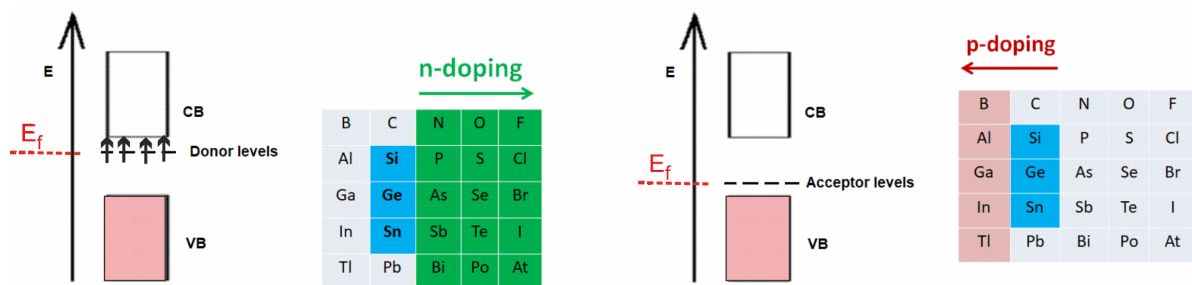 E
CB
E_f
Donor levels
VB
n-doping
B C N O F
Al Si P S Cl
Ga Ge As Se Br
In Sn Sb Te I
Tl Pb Bi Po At
E
CB
E_f
Acceptor levels
VB
p-doping
B C N O F
Al Si P S Cl
Ga Ge As Se Br
In Sn Sb Te I
Tl Pb Bi Po At